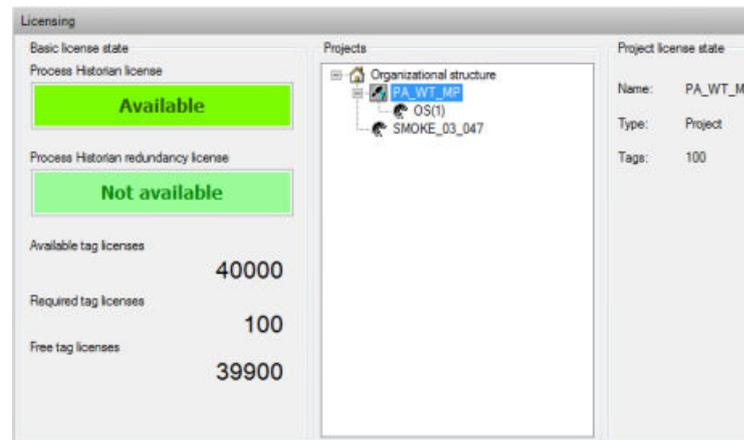 Licensing
Basic license state
Process Historian license
Available
Process Historian redundancy license
Not available
Available tag licenses
40000
Required tag licenses
100
Free tag licenses
39900
Projects
Organizational structure
PA_WT_MP
OS(1)
SMOKE_03_047
Project license state
Name: PA_WT_M
Type: Project
Tags: 100